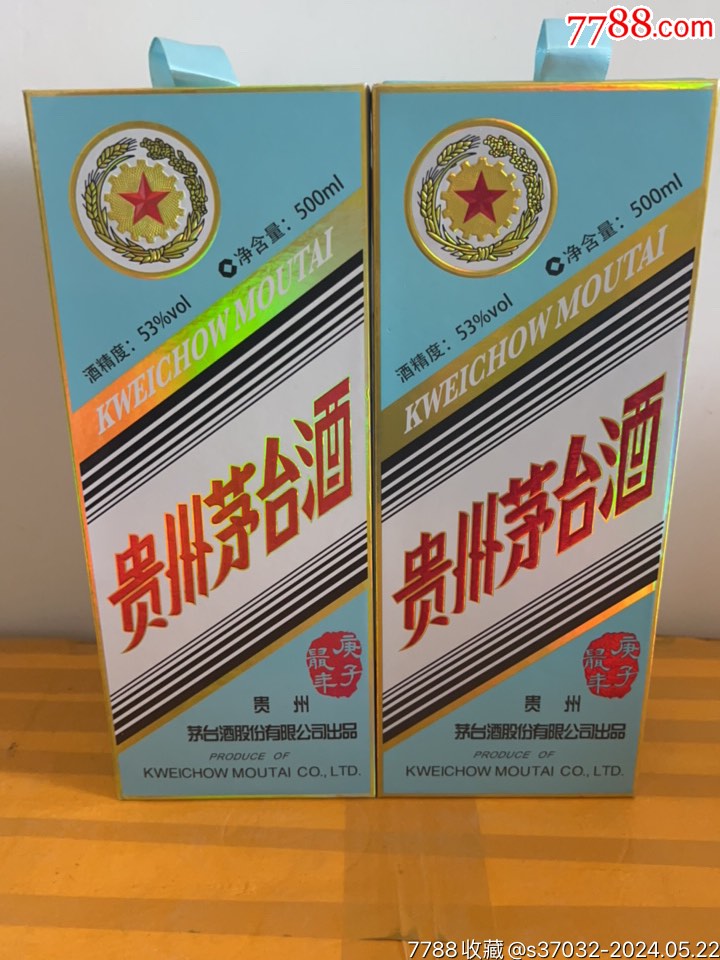 7788.com
净含量：500ml
酒精度：53%vol
KWEICHOW MOUTAI
贵州茅台酒
庚子
鼠年
贵州
茅台酒股份有限公司出品
PRODUCE OF
KWEICHOW MOUTAI CO., LTD.
净含量：500ml
酒精度：53%vol
KWEICHOW MOUTAI
贵州茅台酒
庚子
鼠年
贵州
茅台酒股份有限公司出品
PRODUCE OF
KWEICHOW MOUTAI CO., LTD.
7788收藏@s37032-2024.05.22